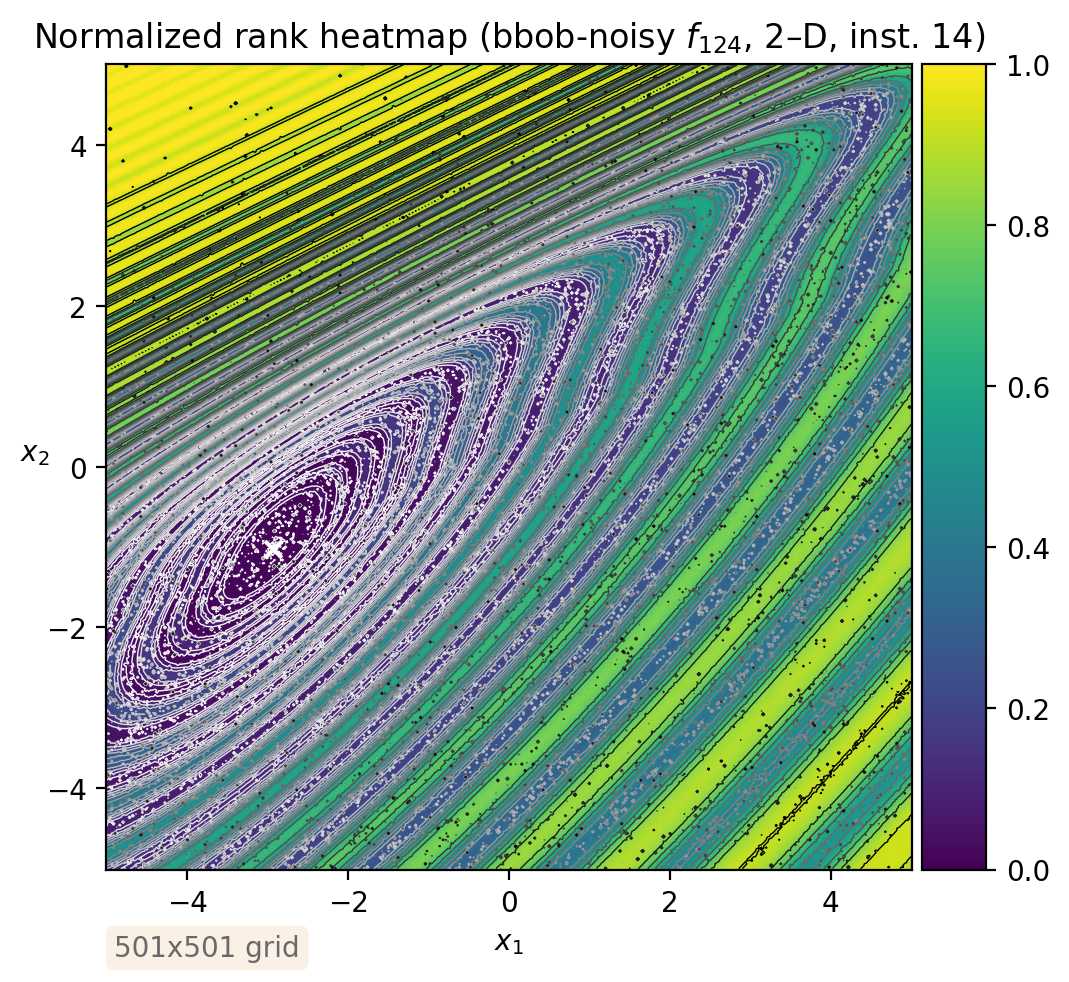 Normalized rank heatmap (bbob-noisy f₁₂₄, 2–D, inst. 14)
1.0
0.8
0.6
0.4
0.2
0.0
4
2
0
−2
−4
x₂
−4 −2 0 2 4
x₁
501x501 grid